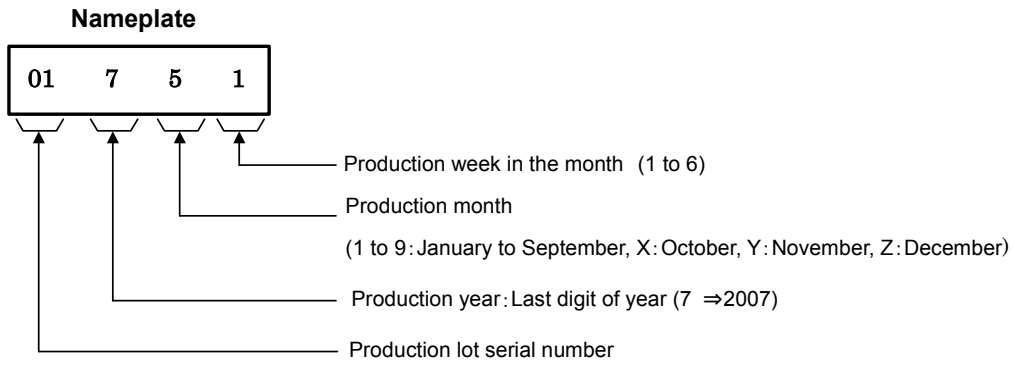 Nameplate
01 7 5 1
Production week in the month (1 to 6)
Production month
(1 to 9:January to September, X:October, Y:November, Z:December)
Production year:Last digit of year (7 ⇒2007)
Production lot serial number